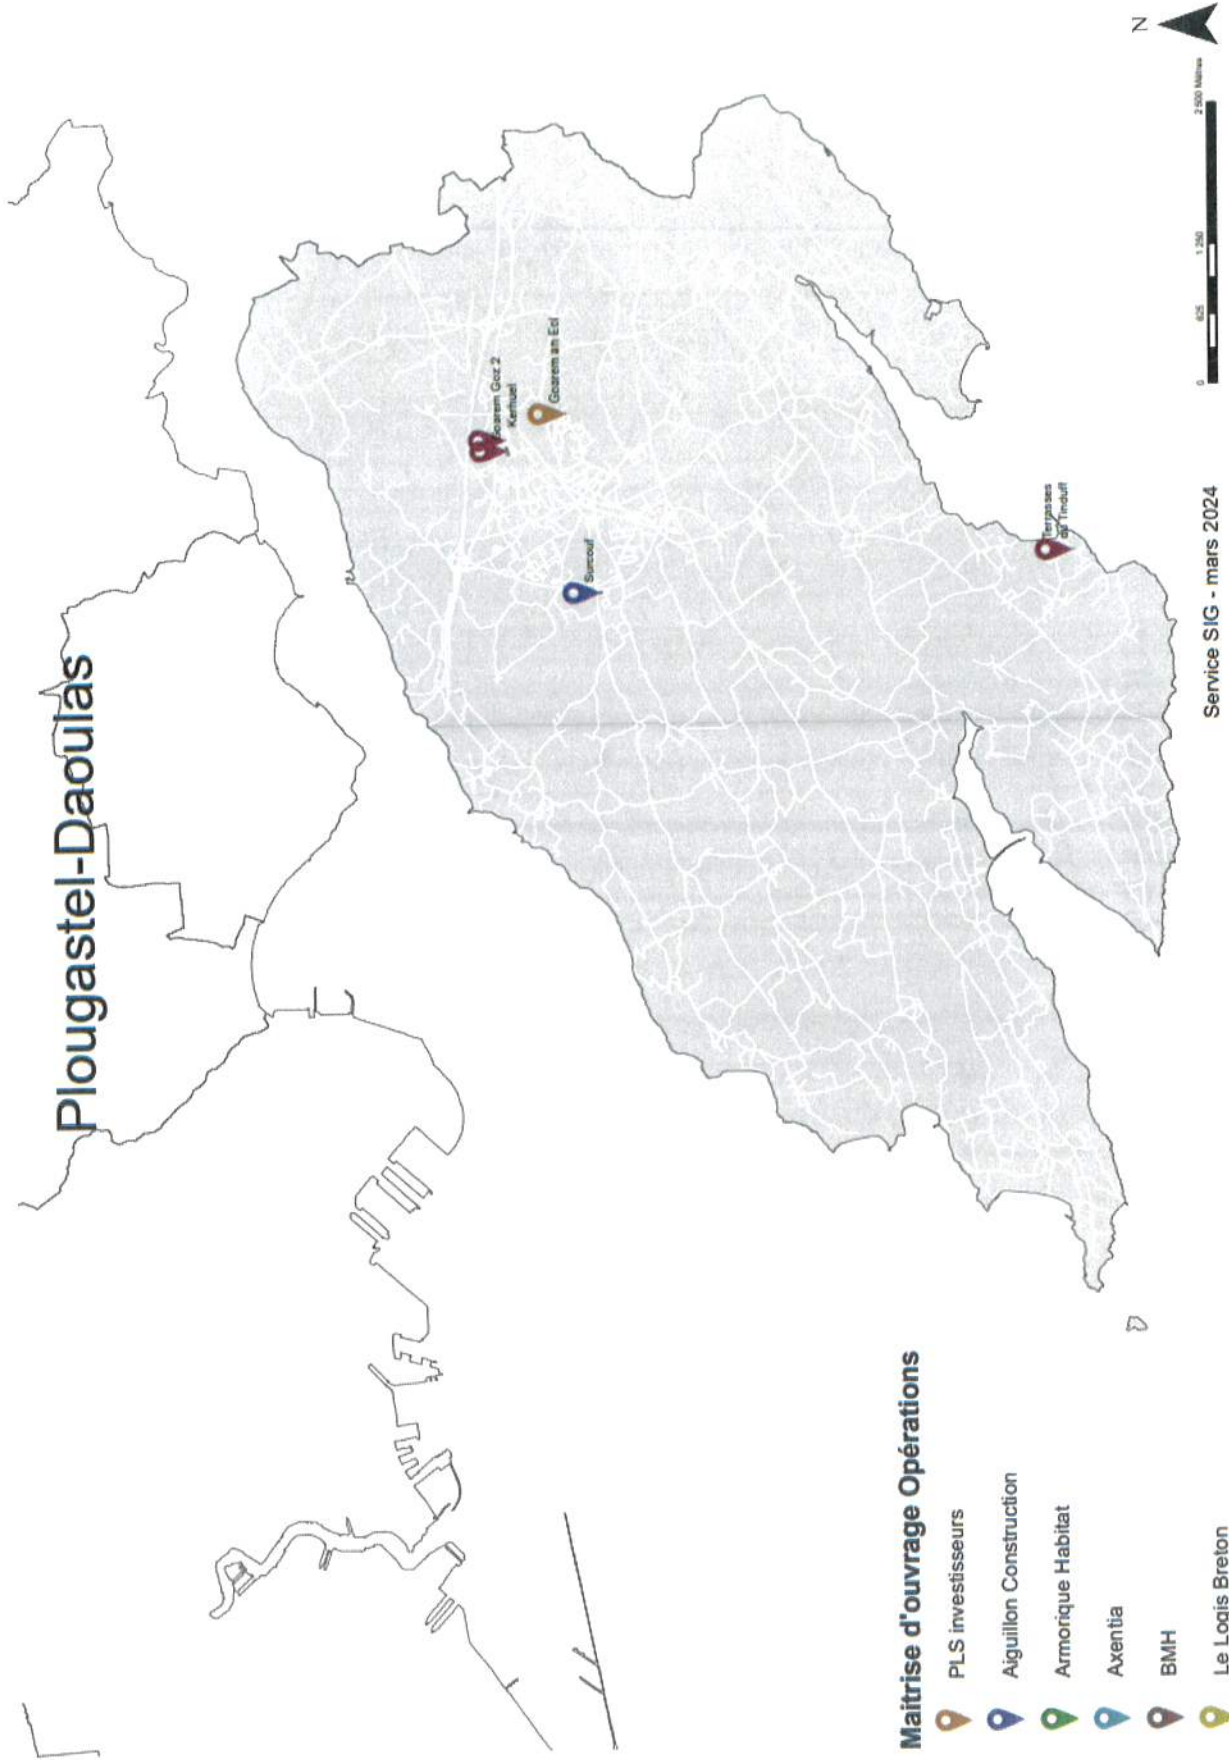 Plougastel-Daoulas
Goarem Goz 2
Kerhuel
Goarem an Eol
Surcouf
Terrasses
du Tinduff
Maitrise d'ouvrage Opérations
PLS investisseurs
Aiguillon Construction
Armorique Habitat
Axentia
BMH
Le Logis Breton
Service SIG - mars 2024
0 625 1 250 2 500 Mètres
N